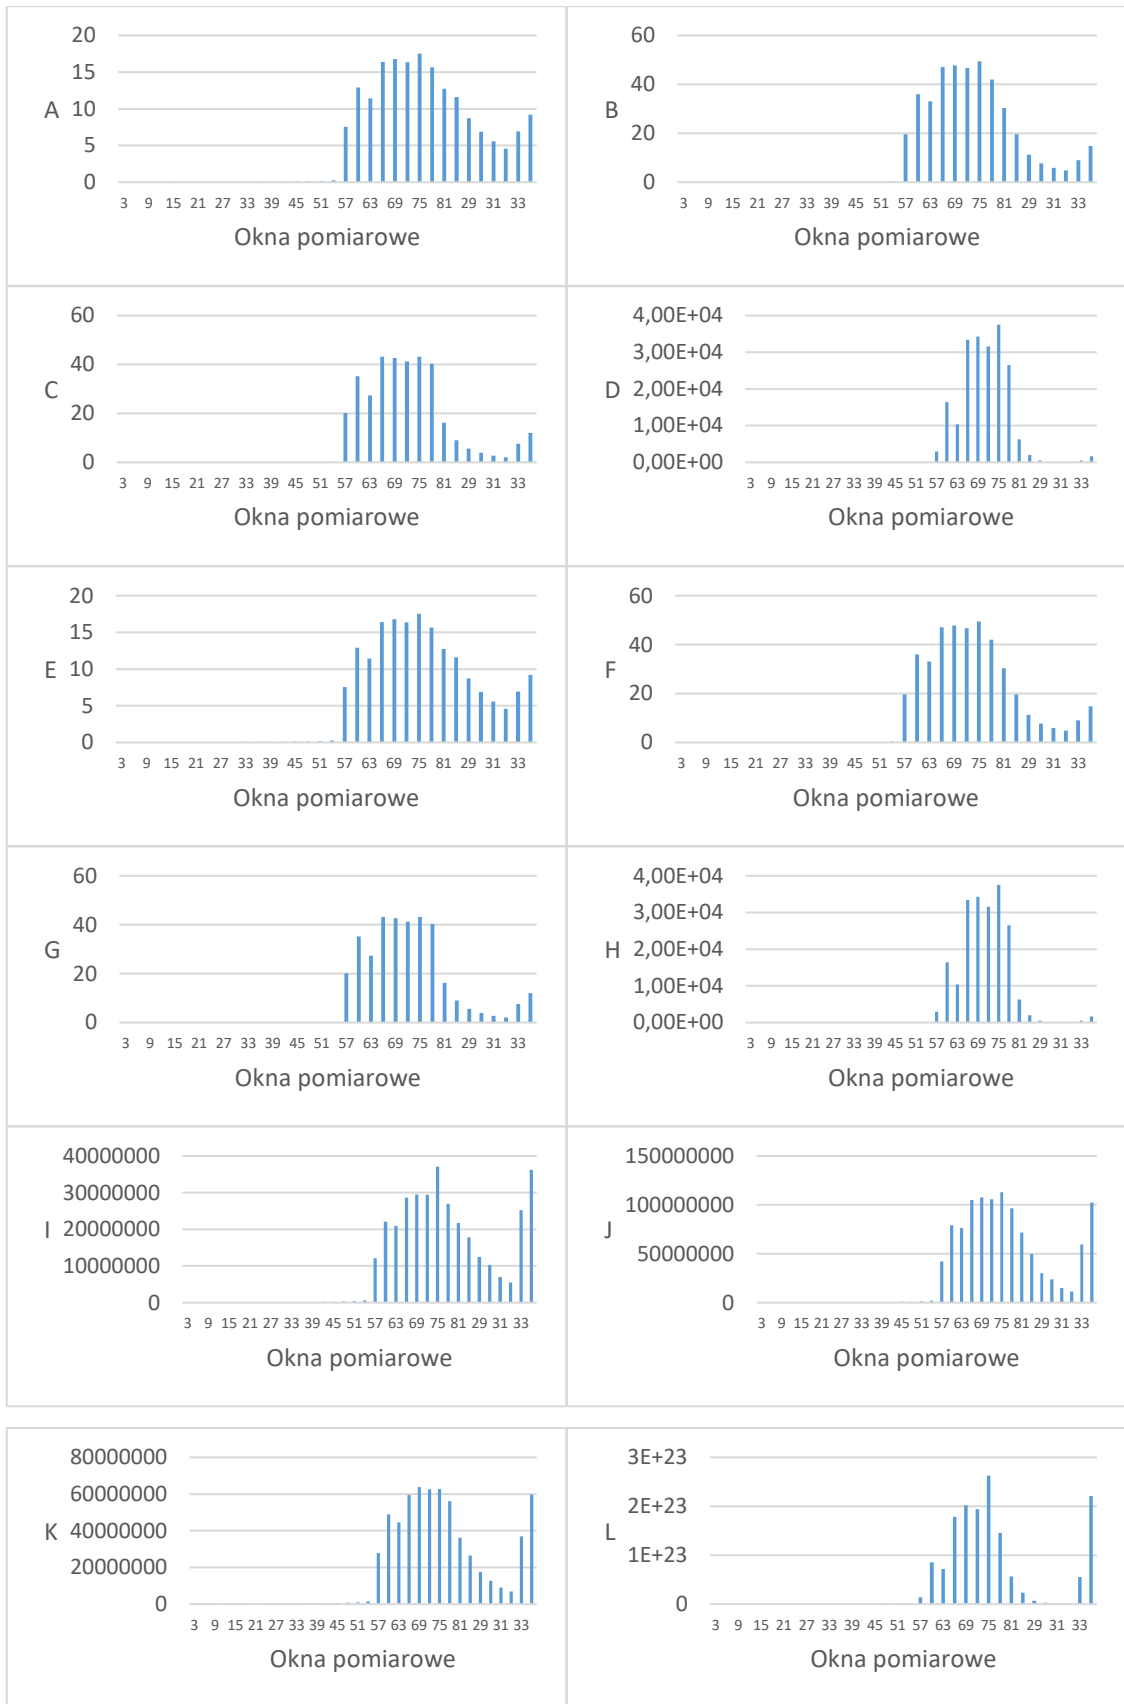 20
15
A
10
5
0
3 9 15 21 27 33 39 45 51 57 63 69 75 81 29 31 33
Okna pomiarowe
60
40
B
20
0
3 9 15 21 27 33 39 45 51 57 63 69 75 81 29 31 33
Okna pomiarowe
60
40
C
20
0
3 9 15 21 27 33 39 45 51 57 63 69 75 81 29 31 33
Okna pomiarowe
4,00E+04
3,00E+04
D
2,00E+04
1,00E+04
0,00E+00
3 9 15 21 27 33 39 45 51 57 63 69 75 81 29 31 33
Okna pomiarowe
20
15
E
10
5
0
3 9 15 21 27 33 39 45 51 57 63 69 75 81 29 31 33
Okna pomiarowe
60
40
F
20
0
3 9 15 21 27 33 39 45 51 57 63 69 75 81 29 31 33
Okna pomiarowe
60
40
G
20
0
3 9 15 21 27 33 39 45 51 57 63 69 75 81 29 31 33
Okna pomiarowe
4,00E+04
3,00E+04
H
2,00E+04
1,00E+04
0,00E+00
3 9 15 21 27 33 39 45 51 57 63 69 75 81 29 31 33
Okna pomiarowe
40000000
30000000
I
20000000
10000000
0
3 9 15 21 27 33 39 45 51 57 63 69 75 81 29 31 33
Okna pomiarowe
150000000
100000000
J
50000000
0
3 9 15 21 27 33 39 45 51 57 63 69 75 81 29 31 33
Okna pomiarowe
80000000
60000000
K
40000000
20000000
0
3 9 15 21 27 33 39 45 51 57 63 69 75 81 29 31 33
Okna pomiarowe
3E+23
2E+23
L
1E+23
0
3 9 15 21 27 33 39 45 51 57 63 69 75 81 29 31 33
Okna pomiarowe